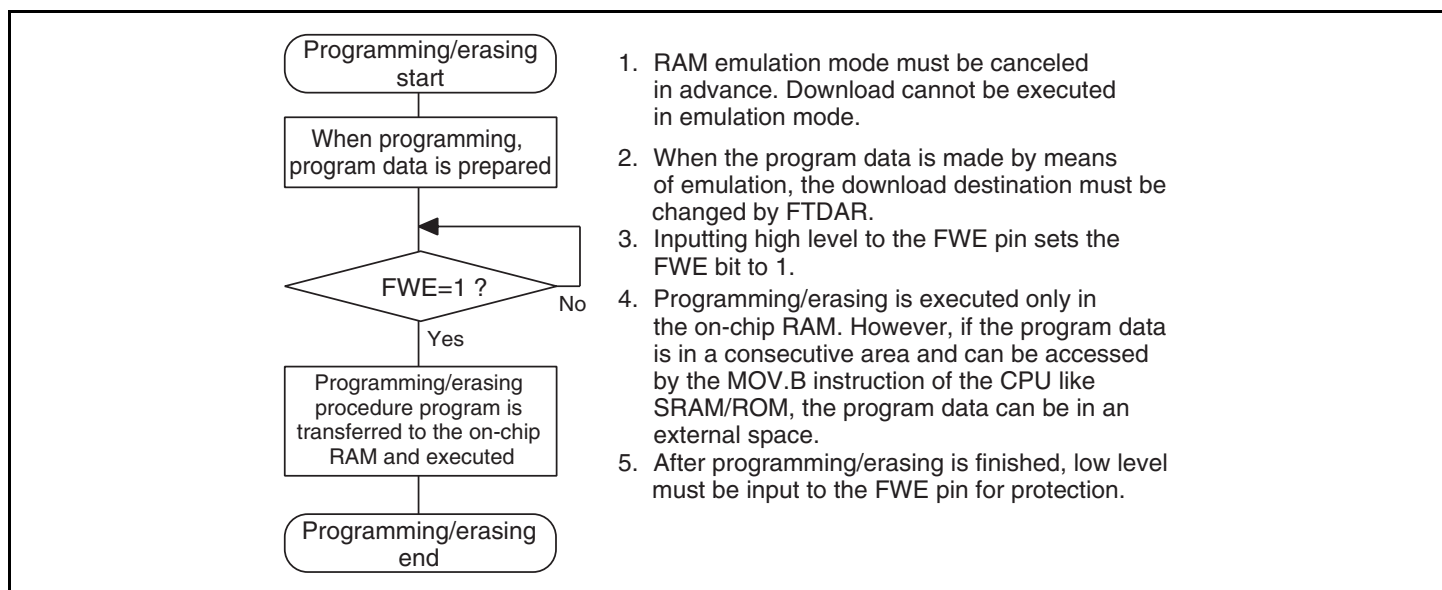 Programming/erasing
start
When programming,
program data is prepared
FWE=1 ?
No
Yes
Programming/erasing
procedure program is
transferred to the on-chip
RAM and executed
Programming/erasing
end
1. RAM emulation mode must be canceled
in advance. Download cannot be executed
in emulation mode.
2. When the program data is made by means
of emulation, the download destination must be
changed by FTDAR.
3. Inputting high level to the FWE pin sets the
FWE bit to 1.
4. Programming/erasing is executed only in
the on-chip RAM. However, if the program data
is in a consecutive area and can be accessed
by the MOV.B instruction of the CPU like
SRAM/ROM, the program data can be in an
external space.
5. After programming/erasing is finished, low level
must be input to the FWE pin for protection.